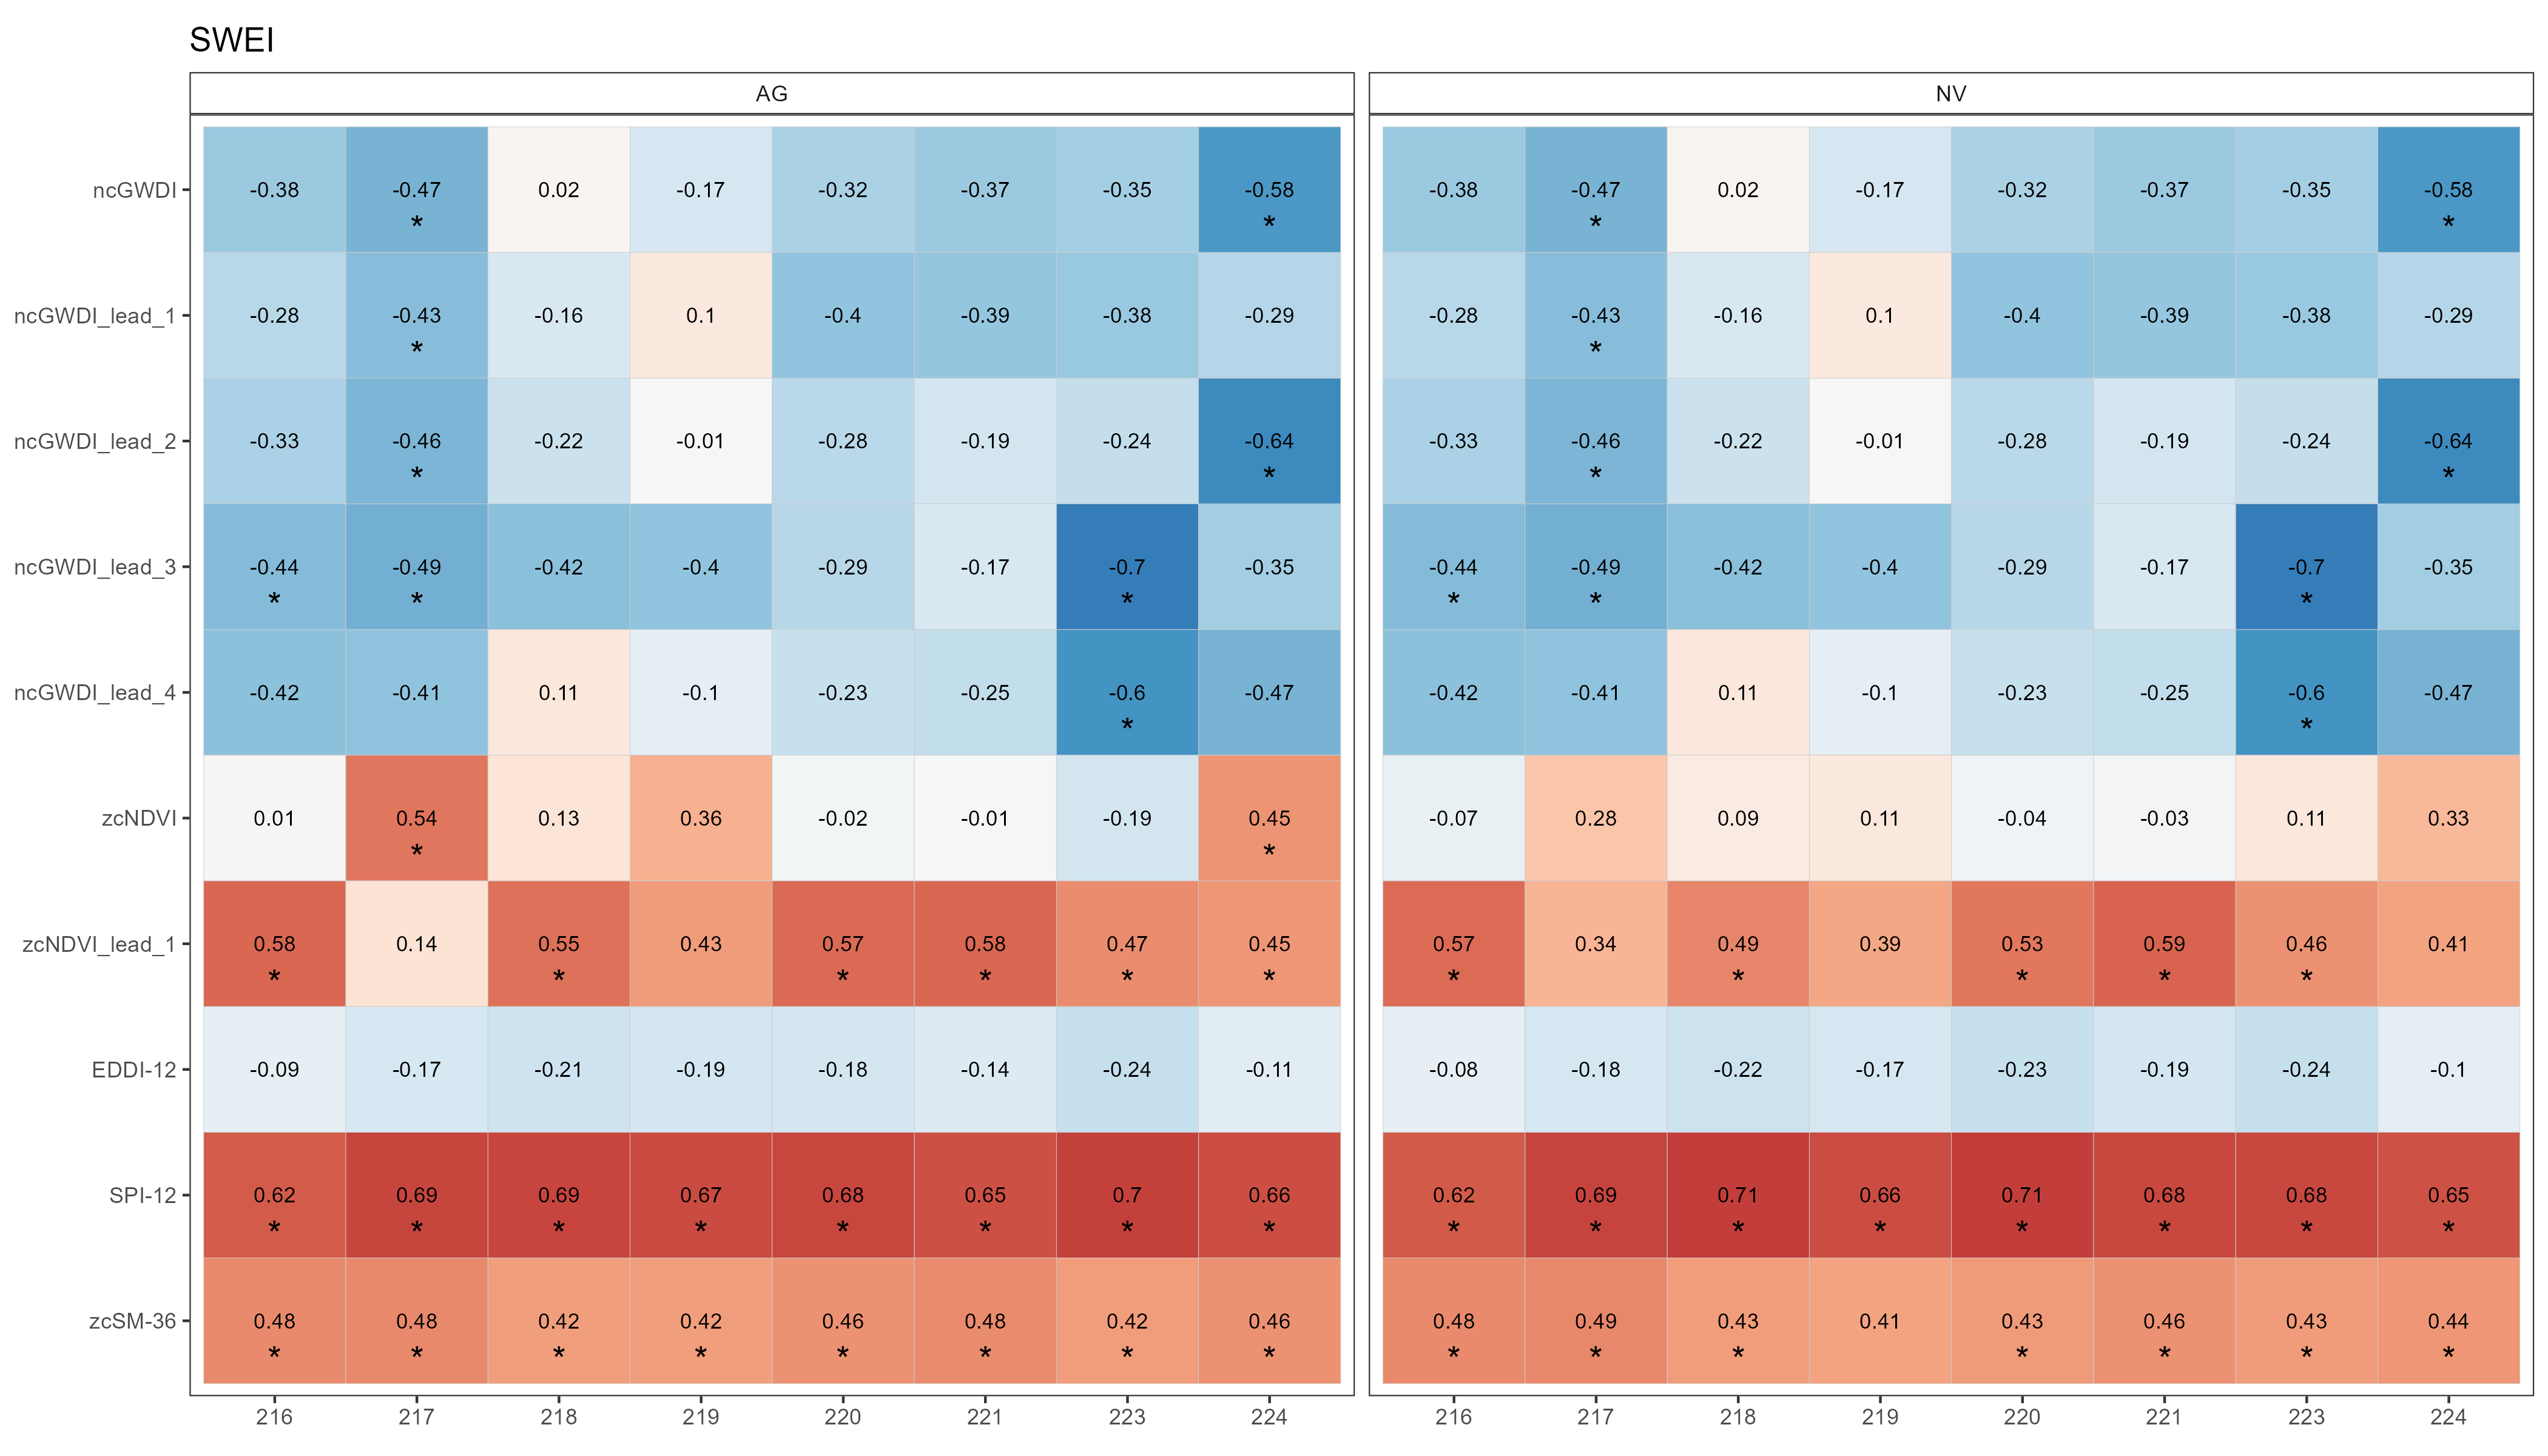 SWEI
AG NV
ncGWDI -0.38 -0.47 0.02 -0.17 -0.32 -0.37 -0.35 -0.58 -0.38 -0.47 0.02 -0.17 -0.32 -0.37 -0.35 -0.58
* * * *
ncGWDI_lead_1 -0.28 -0.43 -0.16 0.1 -0.4 -0.39 -0.38 -0.29 -0.28 -0.43 -0.16 0.1 -0.4 -0.39 -0.38 -0.29
* *
ncGWDI_lead_2 -0.33 -0.46 -0.22 -0.01 -0.28 -0.19 -0.24 -0.64 -0.33 -0.46 -0.22 -0.01 -0.28 -0.19 -0.24 -0.64
* * * *
ncGWDI_lead_3 -0.44 -0.49 -0.42 -0.4 -0.29 -0.17 -0.7 -0.35 -0.44 -0.49 -0.42 -0.4 -0.29 -0.17 -0.7 -0.35
* * * * * *
ncGWDI_lead_4 -0.42 -0.41 0.11 -0.1 -0.23 -0.25 -0.6 -0.47 -0.42 -0.41 0.11 -0.1 -0.23 -0.25 -0.6 -0.47
* *
zcNDVI 0.01 0.54 0.13 0.36 -0.02 -0.01 -0.19 0.45 -0.07 0.28 0.09 0.11 -0.04 -0.03 0.11 0.33
* *
zcNDVI_lead_1 0.58 0.14 0.55 0.43 0.57 0.58 0.47 0.45 0.57 0.34 0.49 0.39 0.53 0.59 0.46 0.41
* * * * * * * * * * *
EDDI-12 -0.09 -0.17 -0.21 -0.19 -0.18 -0.14 -0.24 -0.11 -0.08 -0.18 -0.22 -0.17 -0.23 -0.19 -0.24 -0.1
SPI-12 0.62 0.69 0.69 0.67 0.68 0.65 0.7 0.66 0.62 0.69 0.71 0.66 0.71 0.68 0.68 0.65
* * * * * * * * * * * * * * * *
zcSM-36 0.48 0.48 0.42 0.42 0.46 0.48 0.42 0.46 0.48 0.49 0.43 0.41 0.43 0.46 0.43 0.44
* * * * * * * * * * * * * * *
216 217 218 219 220 221 223 224 216 217 218 219 220 221 223 224